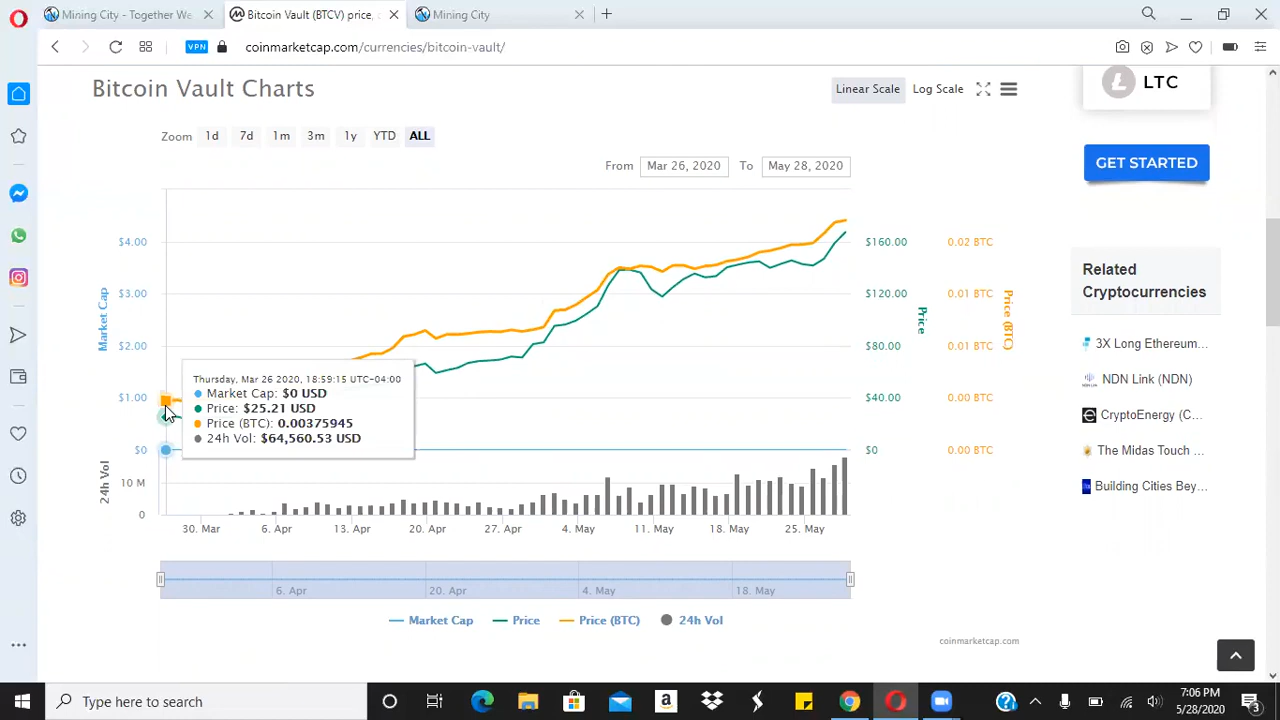 Mining City - Together We
Bitcoin Vault (BTCV) price,
Mining City
VPN
coinmarketcap.com/currencies/bitcoin-vault/
Bitcoin Vault Charts
Linear Scale
Log Scale
LTC
Zoom
1d
7d
1m
3m
1y
YTD
ALL
GET STARTED
From
Mar 26, 2020
To
May 28, 2020
$4.00
$3.00
$2.00
$1.00
$0
Market Cap
$160.00
$120.00
$80.00
$40.00
$0
Price
0.02 BTC
0.01 BTC
0.01 BTC
0.00 BTC
0.00 BTC
Price (BTC)
Thursday, Mar 26 2020, 18:59:15 UTC-04:00
Market Cap: $0 USD
Price: $25.21 USD
Price (BTC): 0.00375945
24h Vol: $64,560.53 USD
24h Vol
10 M
0
30. Mar
6. Apr
13. Apr
20. Apr
27. Apr
4. May
11. May
18. May
25. May
6. Apr
20. Apr
4. May
18. May
Market Cap
Price
Price (BTC)
24h Vol
coinmarketcap.com
Related
Cryptocurrencies
3X Long Ethereum...
NDN Link (NDN)
CryptoEnergy (C...
The Midas Touch ...
Building Cities Bey...
Type here to search
7:06 PM
5/28/2020
3